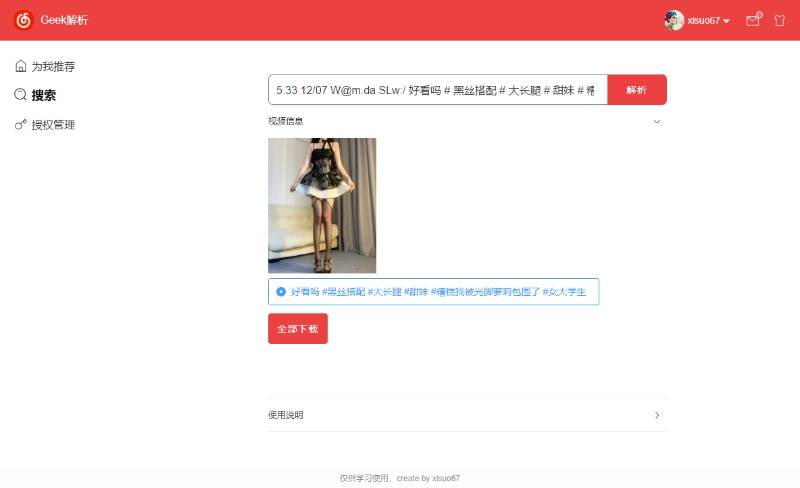 Geek解析
xisuo67
为我推荐
搜索
授权管理
5.33 12/07 W@m.da SLw:/ 好看吗 # 黑丝搭配 # 大长腿 # 甜妹 # 糟
解析
视频信息
好看吗 #黑丝搭配 #大长腿 #甜妹 #糟糕我被光脚萝莉包围了 #女大学生
全部下载
使用说明
仅供学习使用，create by xisuo67